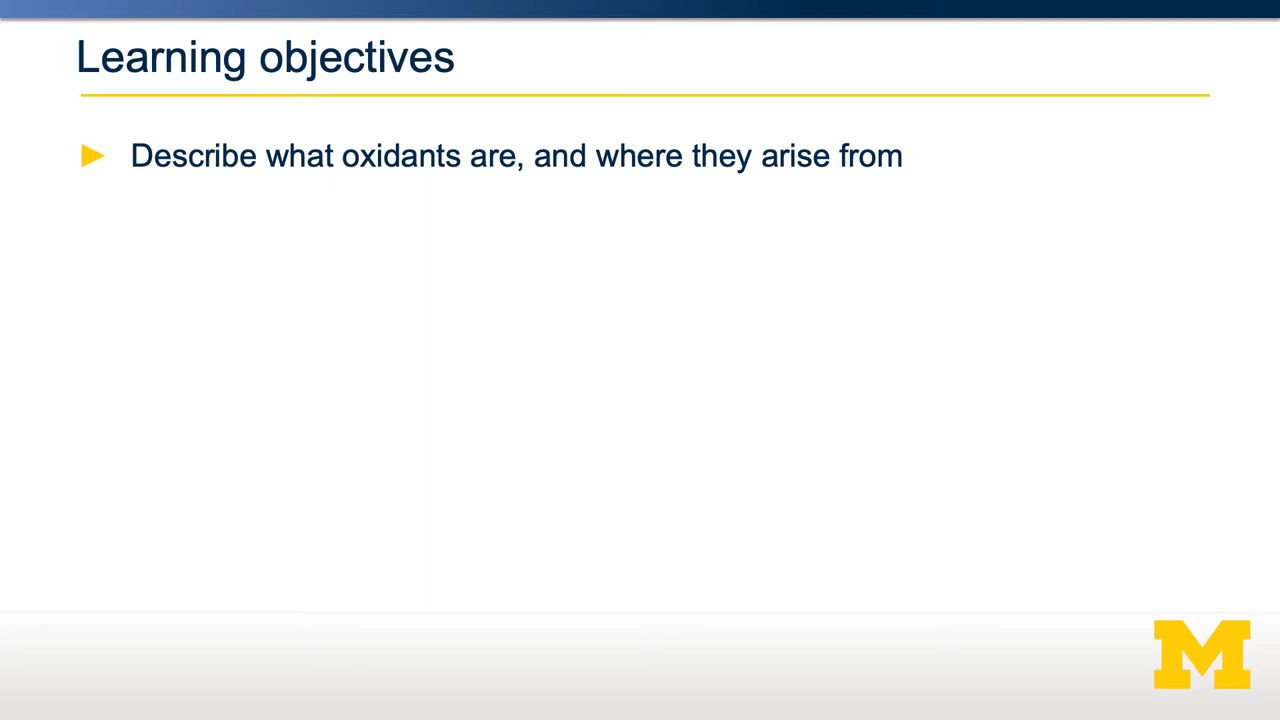 Learning objectives
Describe what oxidants are, and where they arise from
M